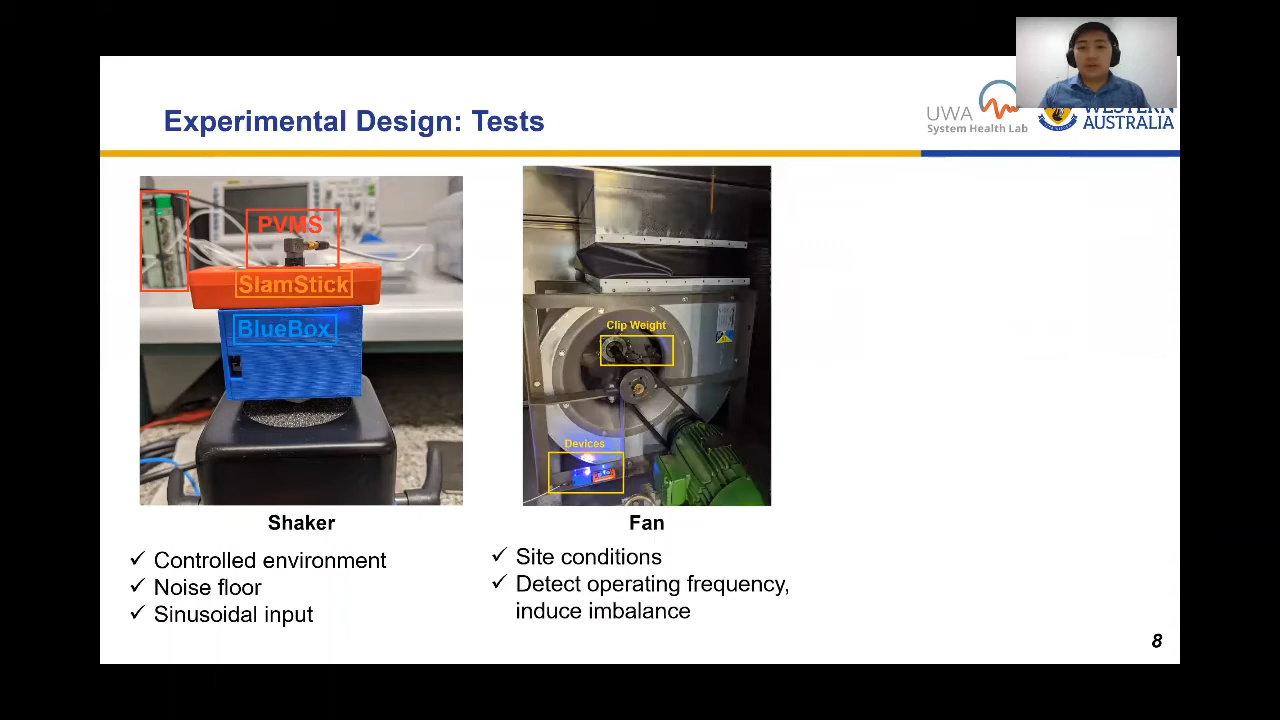 Experimental Design: Tests
UWA
System Health Lab
WESTERN
AUSTRALIA
PVMS
SlamStick
BlueBox
Clip Weight
Devices
Shaker
Fan
✓ Controlled environment
✓ Noise floor
✓ Sinusoidal input
✓ Site conditions
✓ Detect operating frequency,
induce imbalance
8